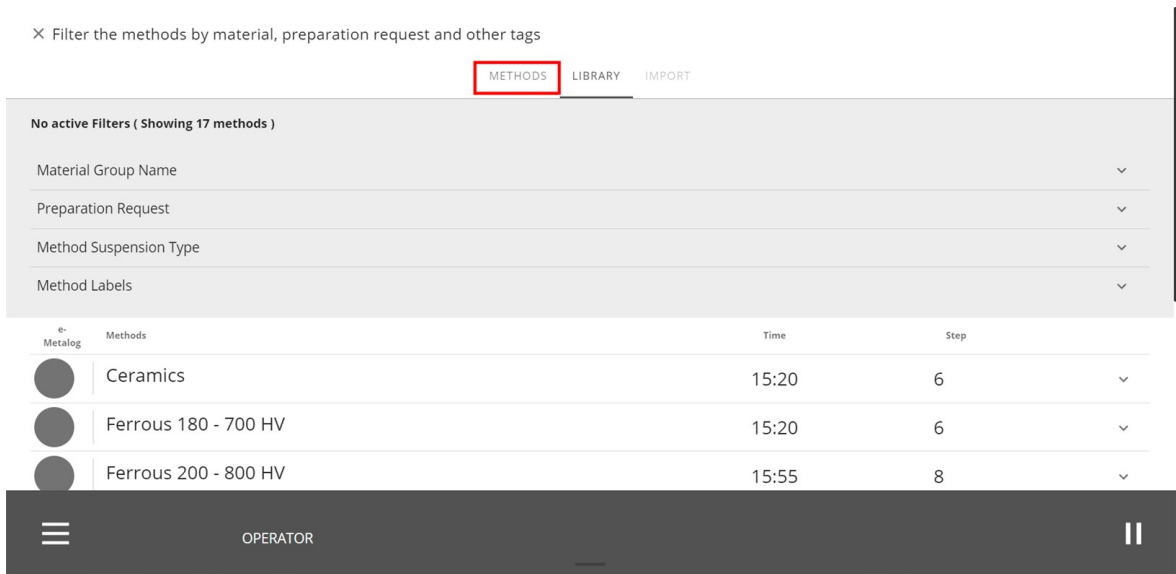 Filter the methods by material, preparation request and other tags
METHODS LIBRARY IMPORT
No active Filters ( Showing 17 methods )
Material Group Name
Preparation Request
Method Suspension Type
Method Labels
e-
Metalog Methods Time Step
Ceramics 15:20 6
Ferrous 180 - 700 HV 15:20 6
Ferrous 200 - 800 HV 15:55 8
OPERATOR